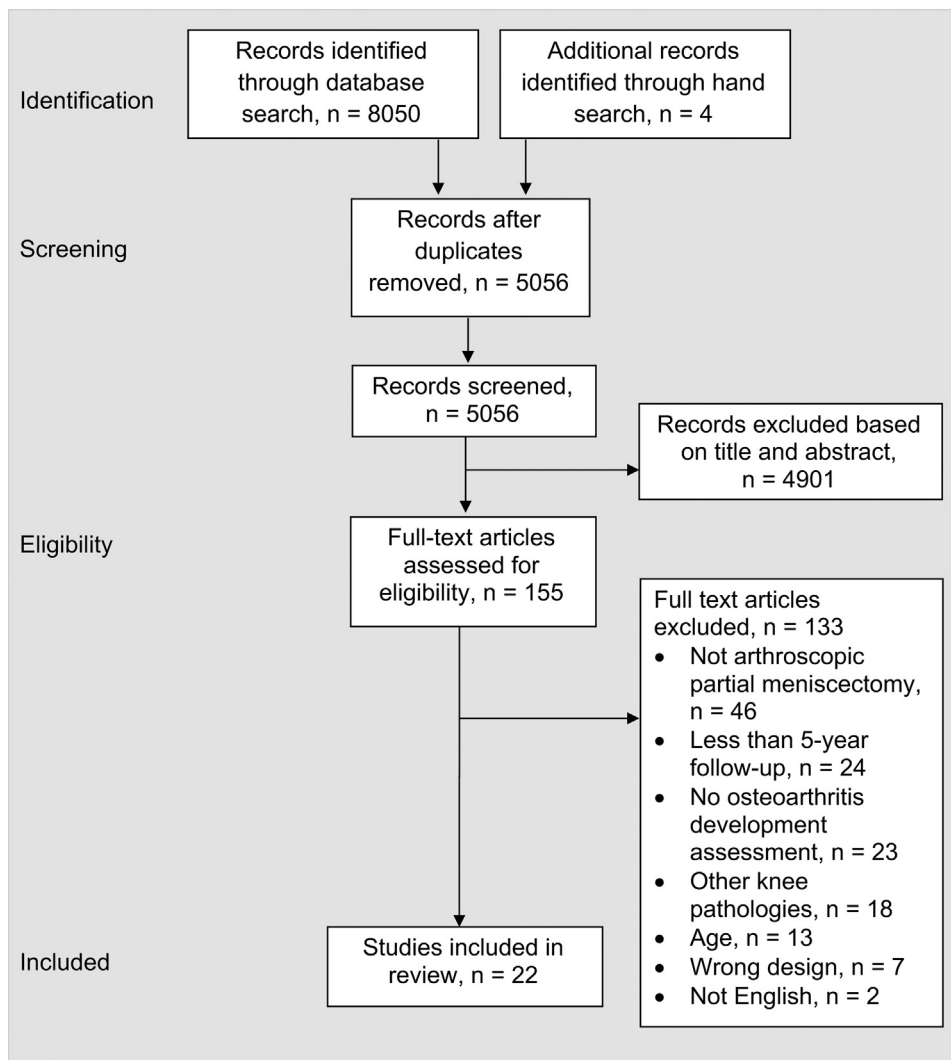 Identification
Records identified
through database
search, n = 8050
Additional records
identified through hand
search, n = 4
Screening
Records after
duplicates
removed, n = 5056
Records screened,
n = 5056
Records excluded based
on title and abstract,
n = 4901
Eligibility
Full-text articles
assessed for
eligibility, n = 155
Full text articles
excluded, n = 133
• Not arthroscopic
partial meniscectomy,
n = 46
• Less than 5-year
follow-up, n = 24
• No osteoarthritis
development
assessment, n = 23
• Other knee
pathologies, n = 18
• Age, n = 13
• Wrong design, n = 7
• Not English, n = 2
Included
Studies included in
review, n = 22